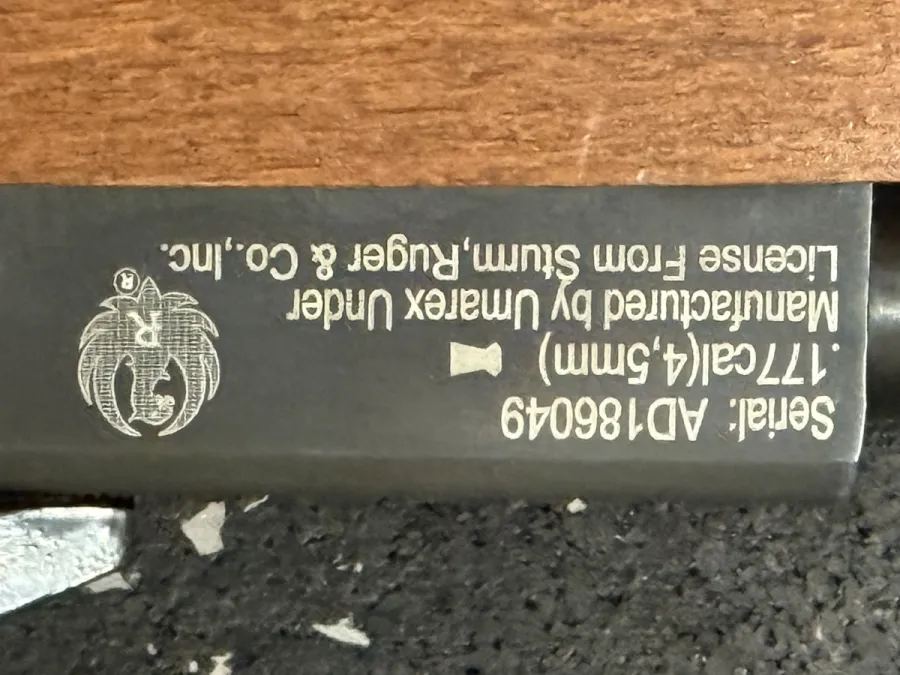 Serial: AD186049
.177cal(4,5mm)
Manufactured by Umarex Under
License From Sturm,Ruger & Co.,Inc.
R
®